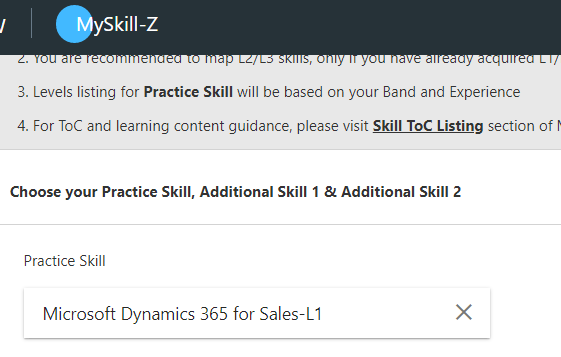 MySkill-Z
2. You are recommended to map L2/L3 skills, only if you have already acquired L1/
3. Levels listing for Practice Skill will be based on your Band and Experience
4. For ToC and learning content guidance, please visit Skill ToC Listing section of
Choose your Practice Skill, Additional Skill 1 & Additional Skill 2
Practice Skill
Microsoft Dynamics 365 for Sales-L1